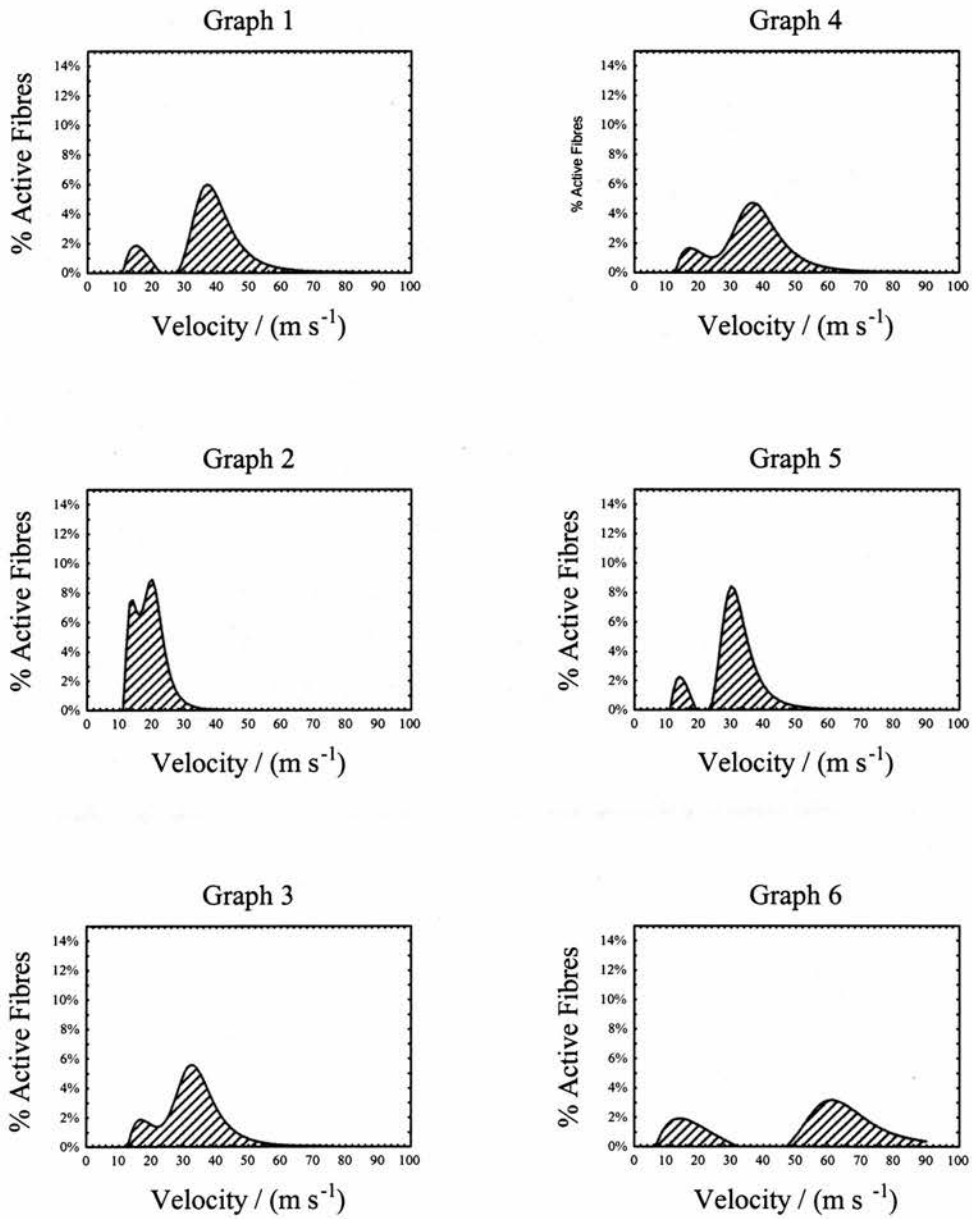 Graph 1
% Active Fibres
14%
12%
10%
8%
6%
4%
2%
0%
0 10 20 30 40 50 60 70 80 90 100
Velocity / (m s⁻¹)
Graph 4
% Active Fibres
14%
12%
10%
8%
6%
4%
2%
0%
0 10 20 30 40 50 60 70 80 90 100
Velocity / (m s⁻¹)
Graph 2
% Active Fibres
14%
12%
10%
8%
6%
4%
2%
0%
0 10 20 30 40 50 60 70 80 90 100
Velocity / (m s⁻¹)
Graph 5
% Active Fibres
14%
12%
10%
8%
6%
4%
2%
0%
0 10 20 30 40 50 60 70 80 90 100
Velocity / (m s⁻¹)
Graph 3
% Active Fibres
14%
12%
10%
8%
6%
4%
2%
0%
0 10 20 30 40 50 60 70 80 90 100
Velocity / (m s⁻¹)
Graph 6
% Active Fibres
14%
12%
10%
8%
6%
4%
2%
0%
0 10 20 30 40 50 60 70 80 90 100
Velocity / (m s ⁻¹)